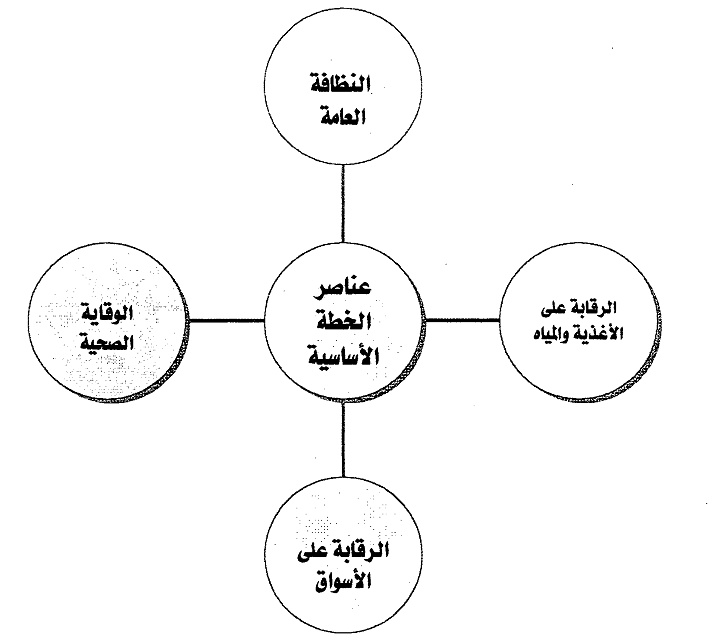 النظافة
العامة
عناصر
الخطة
الأساسية
الرقابة على
الأغذية والمياه
الوقاية
الصحية
الرقابة على
الأسواق